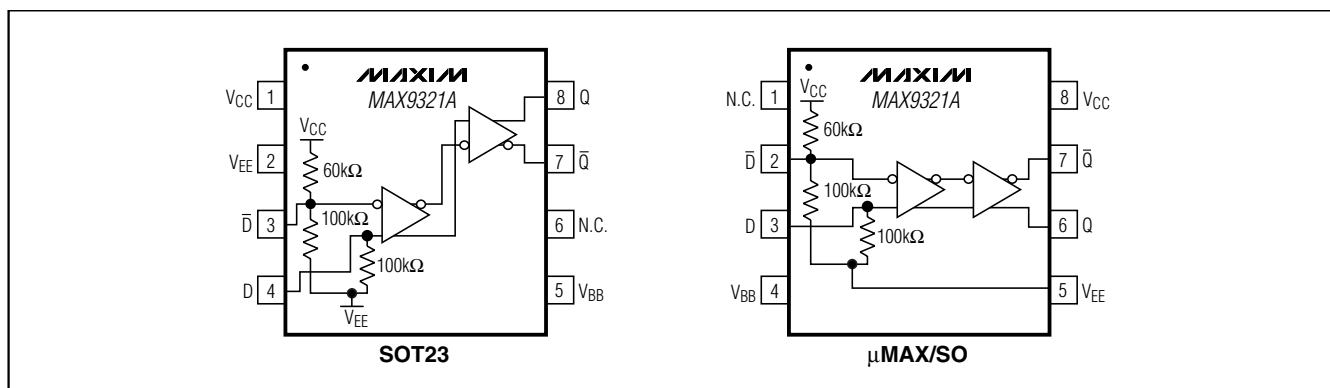 MAXIM
MAX9321A
VCC 1
8 Q
VCC
60kΩ
VEE 2
7 Q̅
D̅ 3
100kΩ
6 N.C.
100kΩ
D 4
5 VBB
VEE
SOT23
MAXIM
MAX9321A
N.C. 1
VCC
8 VCC
60kΩ
D̅ 2
7 Q̅
100kΩ
D 3
6 Q
100kΩ
VBB 4
5 VEE
μMAX/SO